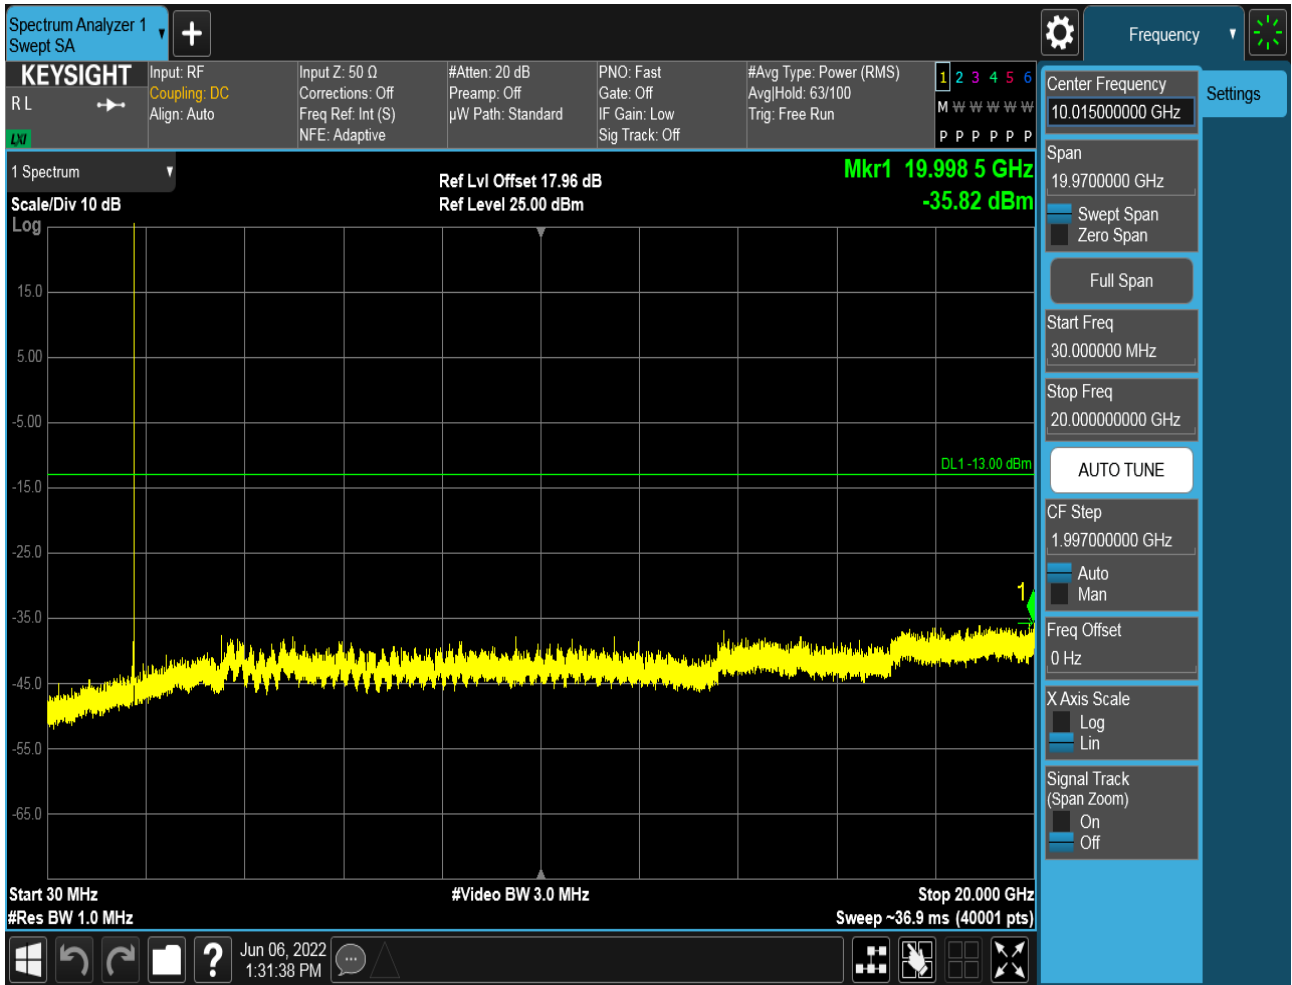 Spectrum Analyzer 1
Swept SA
Frequency
KEYSIGHT
R L
LXI
Input: RF
Coupling: DC
Align: Auto
Input Z: 50 Ω
Corrections: Off
Freq Ref: Int (S)
NFE: Adaptive
#Atten: 20 dB
Preamp: Off
µW Path: Standard
PNO: Fast
Gate: Off
IF Gain: Low
Sig Track: Off
#Avg Type: Power (RMS)
Avg|Hold: 63/100
Trig: Free Run
1 2 3 4 5 6
M W W W W W
P P P P P P
1 Spectrum
Scale/Div 10 dB
Log
Ref Lvl Offset 17.96 dB
Ref Level 25.00 dBm
Mkr1 19.998 5 GHz
-35.82 dBm
15.0
5.00
-5.00
DL1 -13.00 dBm
-15.0
-25.0
1
-35.0
-45.0
-55.0
-65.0
Start 30 MHz
#Res BW 1.0 MHz
#Video BW 3.0 MHz
Stop 20.000 GHz
Sweep ~36.9 ms (40001 pts)
?
Jun 06, 2022
1:31:38 PM
Center Frequency
10.015000000 GHz
Settings
Span
19.9700000 GHz
Swept Span
Zero Span
Full Span
Start Freq
30.000000 MHz
Stop Freq
20.000000000 GHz
AUTO TUNE
CF Step
1.997000000 GHz
Auto
Man
Freq Offset
0 Hz
X Axis Scale
Log
Lin
Signal Track
(Span Zoom)
On
Off